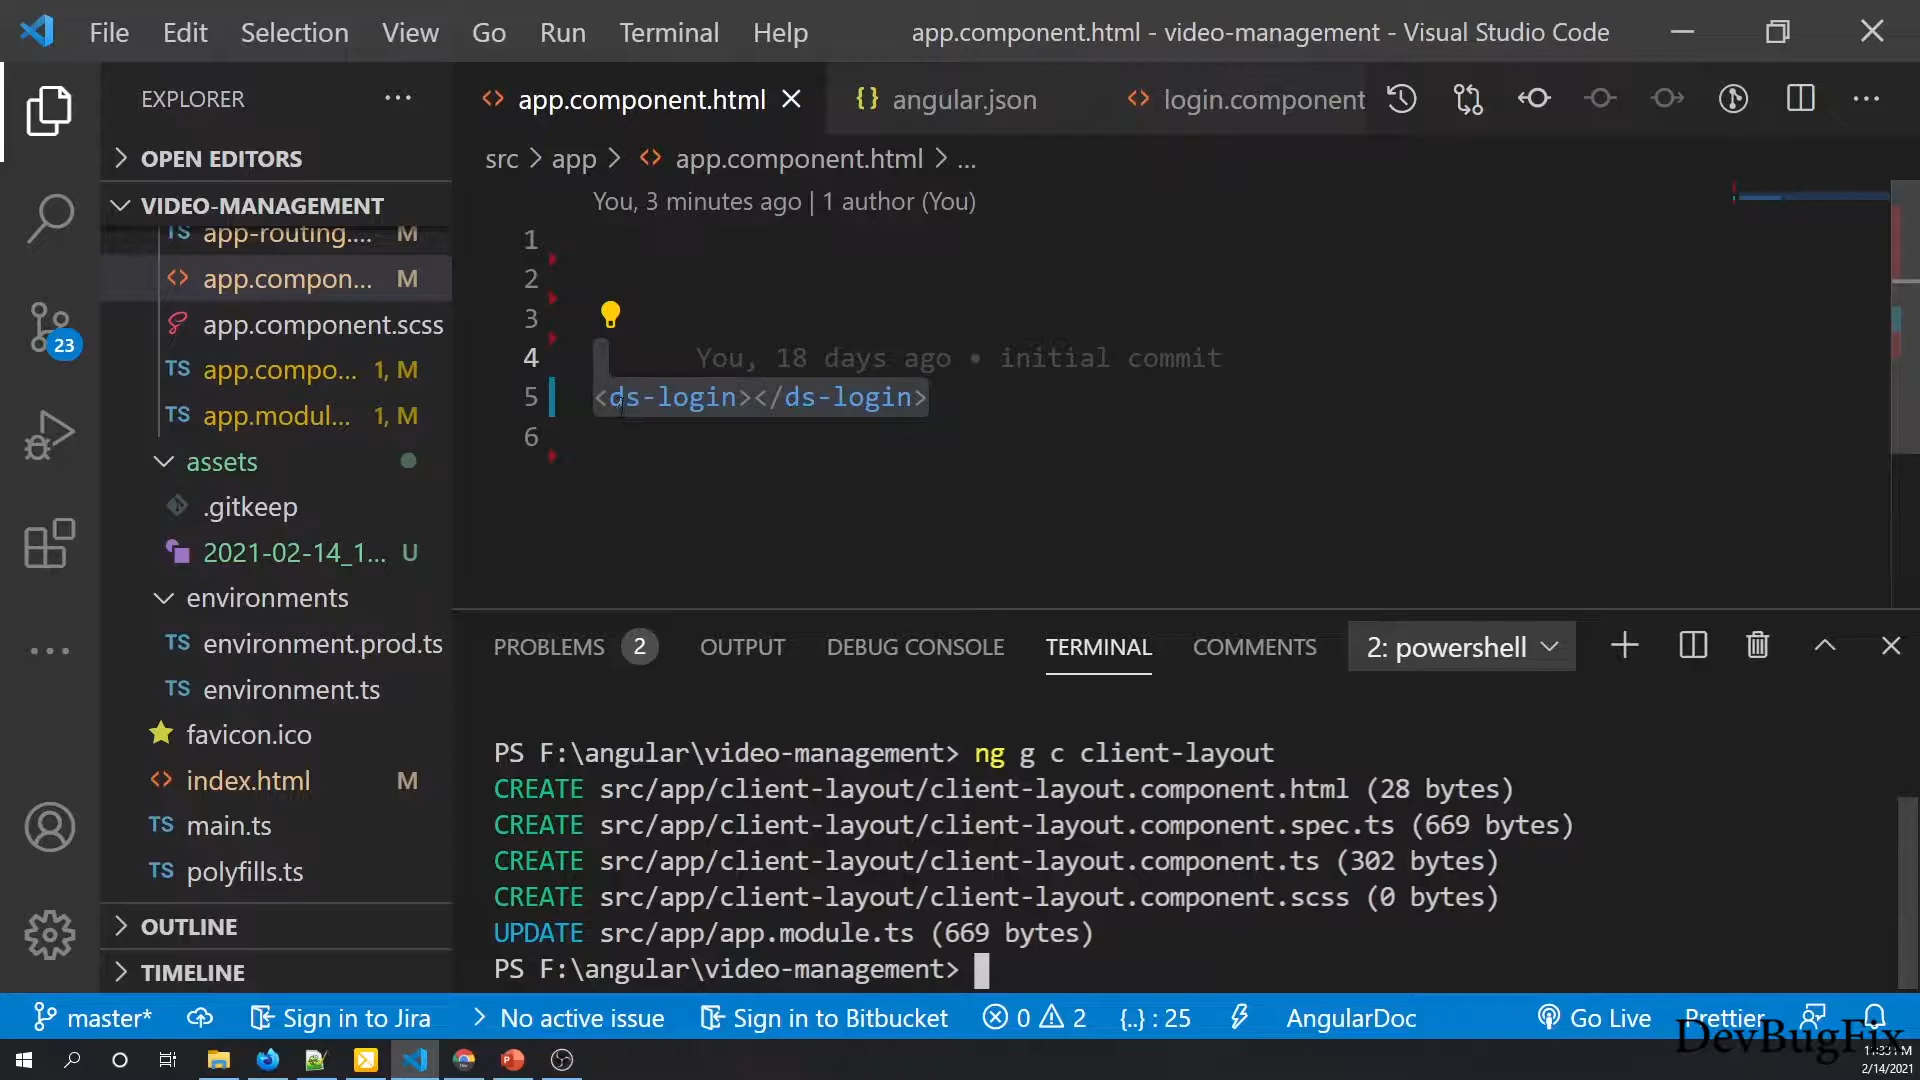 File Edit Selection View Go Run Terminal Help
app.component.html - video-management - Visual Studio Code
EXPLORER
OPEN EDITORS
VIDEO-MANAGEMENT
TS app-routing.... M
app.compon... M
app.component.scss
TS app.compo... 1, M
TS app.modul... 1, M
assets
.gitkeep
2021-02-14_1... U
environments
TS environment.prod.ts
TS environment.ts
favicon.ico
index.html M
TS main.ts
TS polyfills.ts
OUTLINE
TIMELINE
23
app.component.html
{} angular.json
login.component
src > app > app.component.html > ...
You, 3 minutes ago | 1 author (You)
1
2
3
4 You, 18 days ago • initial commit
5 <ds-login></ds-login>
6
PROBLEMS 2 OUTPUT DEBUG CONSOLE TERMINAL COMMENTS 2: powershell
PS F:\angular\video-management> ng g c client-layout
CREATE src/app/client-layout/client-layout.component.html (28 bytes)
CREATE src/app/client-layout/client-layout.component.spec.ts (669 bytes)
CREATE src/app/client-layout/client-layout.component.ts (302 bytes)
CREATE src/app/client-layout/client-layout.component.scss (0 bytes)
UPDATE src/app/app.module.ts (669 bytes)
PS F:\angular\video-management>
master* Sign in to Jira > No active issue Sign in to Bitbucket 0 2 {..} : 25 AngularDoc Go Live Prettier
DevBugFix
2/14/2021